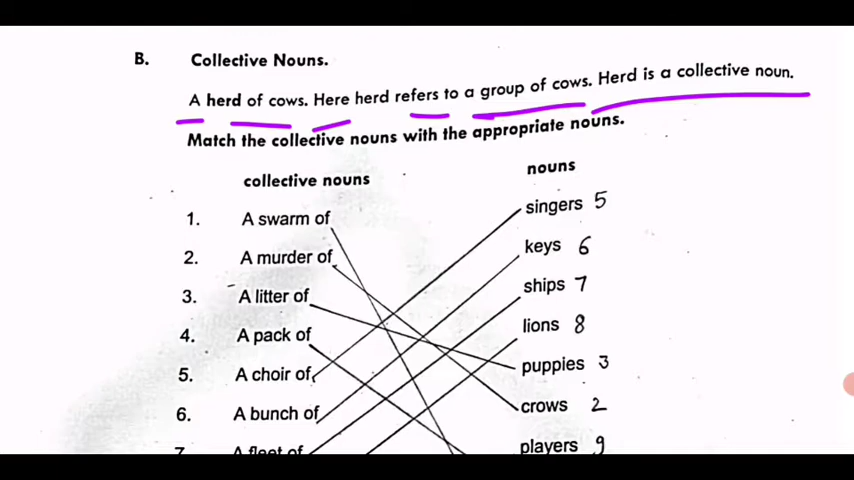 B. Collective Nouns.
A herd of cows. Here herd refers to a group of cows. Herd is a collective noun.
Match the collective nouns with the appropriate nouns.
collective nouns nouns
1. A swarm of singers 5
2. A murder of keys 6
3. A litter of ships 7
4. A pack of lions 8
5. A choir of puppies 3
6. A bunch of crows 2
7. A fleet of players 9